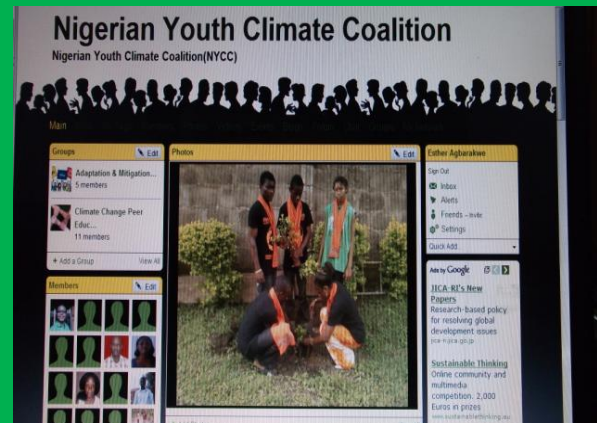 Nigerian Youth Climate Coalition
Nigerian Youth Climate Coalition(NYCC)
Main
Groups
Edit
Adaptation & Mitigation...
5 members
Climate Change Peer
Educ...
11 members
+ Add a Group
View All
Members
Edit
Photos
Edit
Esther Agbarakwe
Sign Out
Inbox
Alerts
Friends – Invite
Settings
Quick Add...
Ads by Google
JICA-RI's New
Papers
Research-based policy
for resolving global
development issues
jica-ri.jica.go.jp
Sustainable Thinking
Online community and
multimedia
competition. 2,000
Euros in prizes
www.sustainablethinking.eu